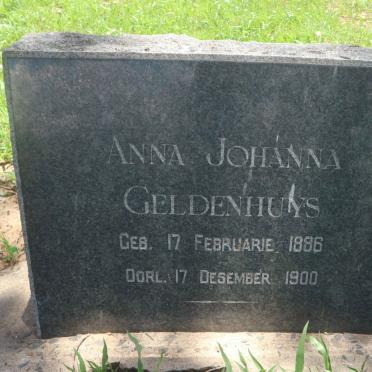 ANNA JOHANNA
GELDENHUYS
GEB. 17 FEBRUARIE 1886
OORL. 17 DESEMBER 1900